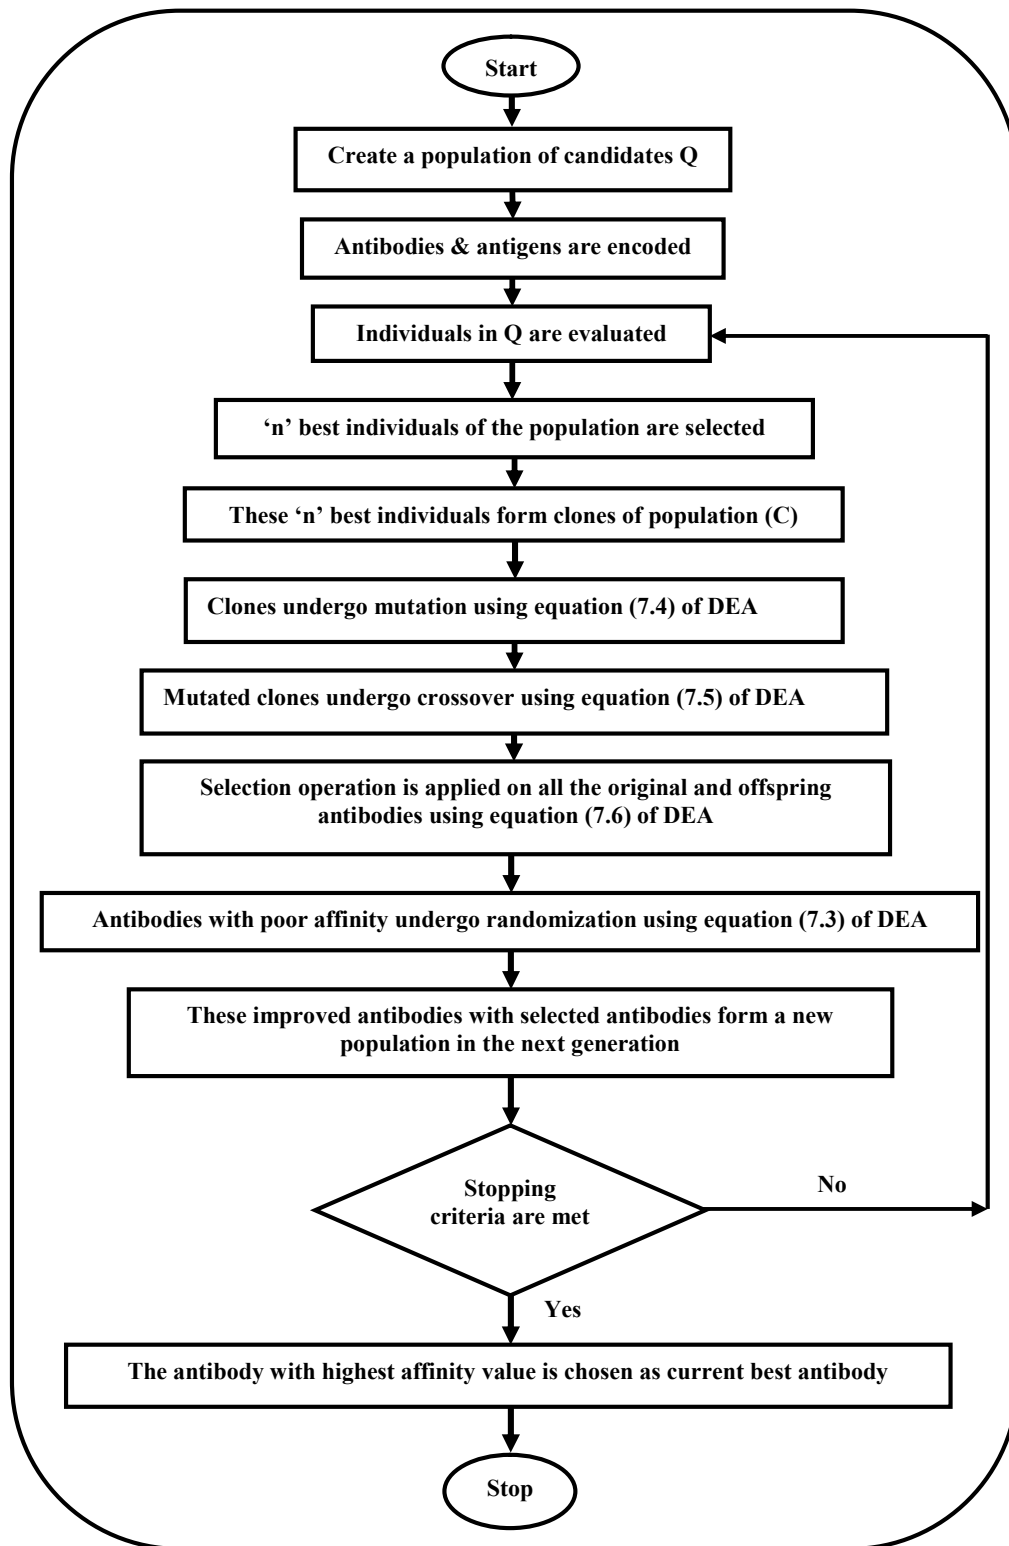 Start
Create a population of candidates Q
Antibodies & antigens are encoded
Individuals in Q are evaluated
‘n’ best individuals of the population are selected
These ‘n’ best individuals form clones of population (C)
Clones undergo mutation using equation (7.4) of DEA
Mutated clones undergo crossover using equation (7.5) of DEA
Selection operation is applied on all the original and offspring
antibodies using equation (7.6) of DEA
Antibodies with poor affinity undergo randomization using equation (7.3) of DEA
These improved antibodies with selected antibodies form a new
population in the next generation
Stopping
criteria are met
No
Yes
The antibody with highest affinity value is chosen as current best antibody
Stop